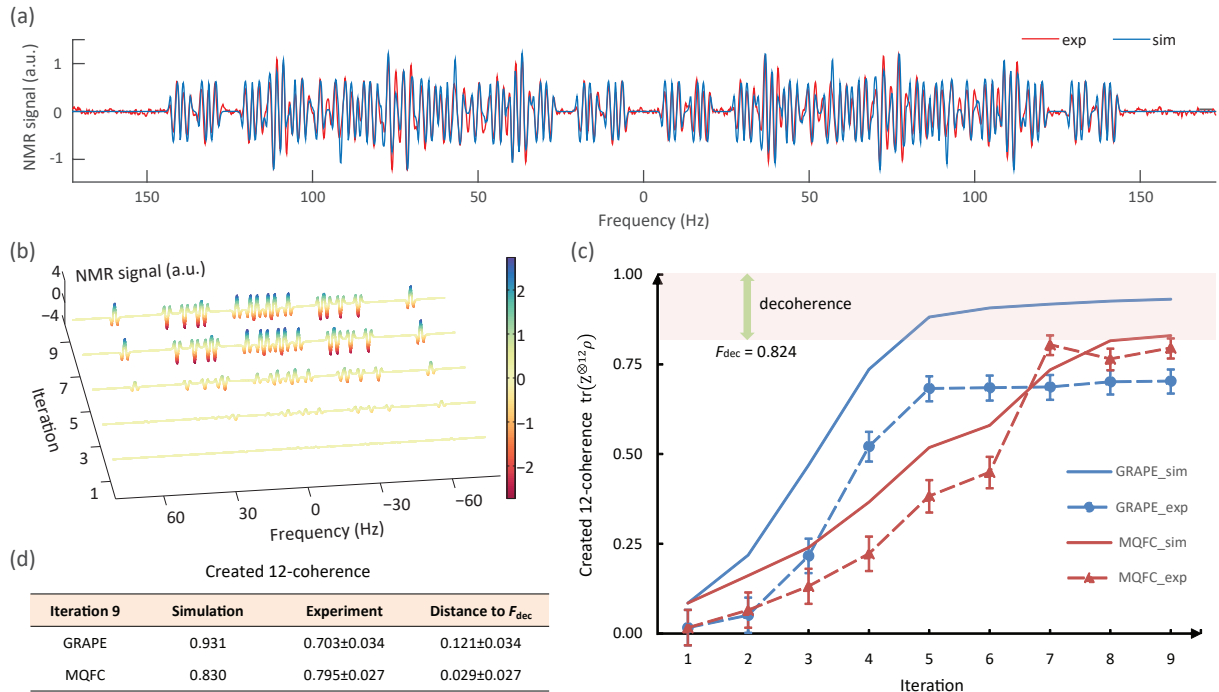 (a)
exp sim
NMR signal (a.u.)
1
0
-1
150 100 50 0 50 100 150
Frequency (Hz)
(b)
NMR signal (a.u.)
4
0
−4
9
7
5
3
1
Iteration
60 30 0 −30 −60
Frequency (Hz)
2
1
0
−1
−2
(c)
Created 12-coherence tr(Z⊗12ρ)
1.00
0.75
0.50
0.25
0.00
decoherence
Fdec = 0.824
GRAPE_sim
GRAPE_exp
MQFC_sim
MQFC_exp
1 2 3 4 5 6 7 8 9
Iteration
(d)
Created 12-coherence
Iteration 9 Simulation Experiment Distance to Fdec
GRAPE 0.931 0.703±0.034 0.121±0.034
MQFC 0.830 0.795±0.027 0.029±0.027